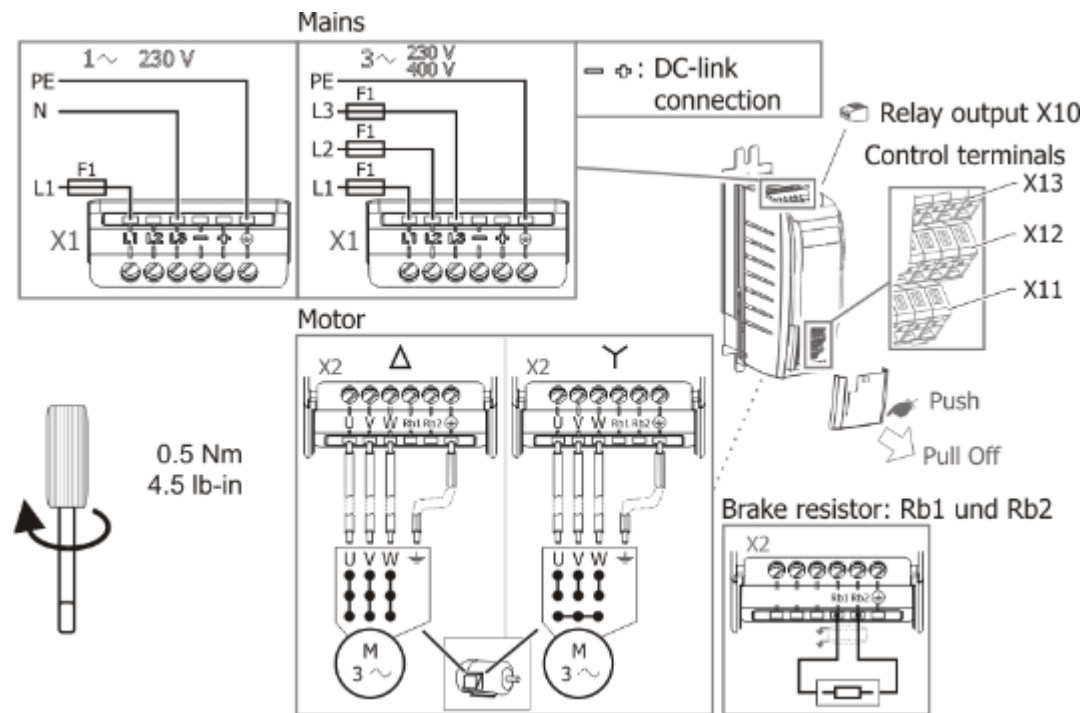 Mains
1~ 230 V
PE
N
F1
L1
X1
L1 L2 L3 − +
3~ 230 V
400 V
PE
F1
L3
F1
L2
F1
L1
X1
L1 L2 L3 − +
− +: DC-link
connection
Relay output X10
Control terminals
X13
X12
X11
Push
Pull Off
0.5 Nm
4.5 lb-in
Motor
X2 Δ
U V W Rb1 Rb2
U V W
M
3~
X2 Y
U V W Rb1 Rb2
U V W
M
3~
Brake resistor: Rb1 und Rb2
X2
Rb1 Rb2